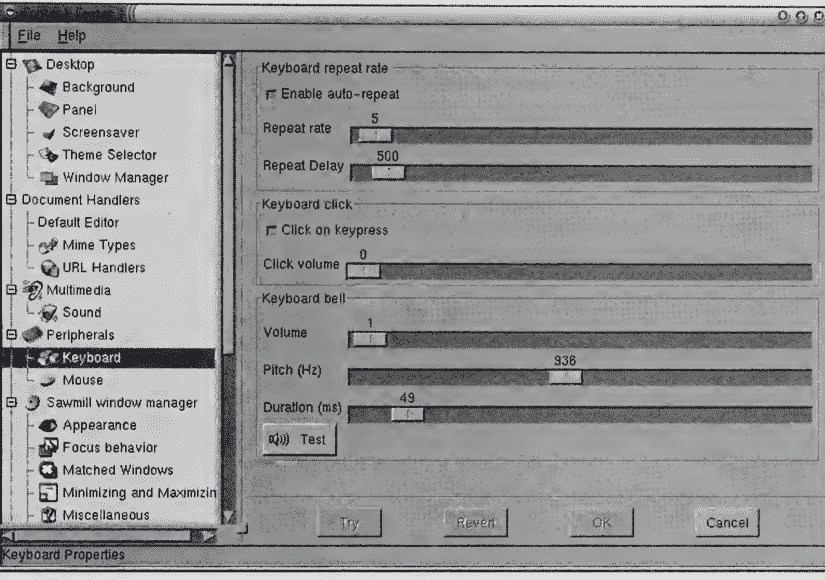 File Help
Desktop
Background
Panel
Screensaver
Theme Selector
Window Manager
Document Handlers
Default Editor
Mime Types
URL Handlers
Multimedia
Sound
Peripherals
Keyboard
Mouse
Sawmill window manager
Appearance
Focus behavior
Matched Windows
Minimizing and Maximizin
Miscellaneous
Keyboard repeat rate
Enable auto-repeat
Repeat rate 5
Repeat Delay 500
Keyboard click
Click on keypress
Click volume 0
Keyboard bell
Volume 1
Pitch (Hz) 936
Duration (ms) 49
Test
Try Revert OK Cancel
Keyboard Properties